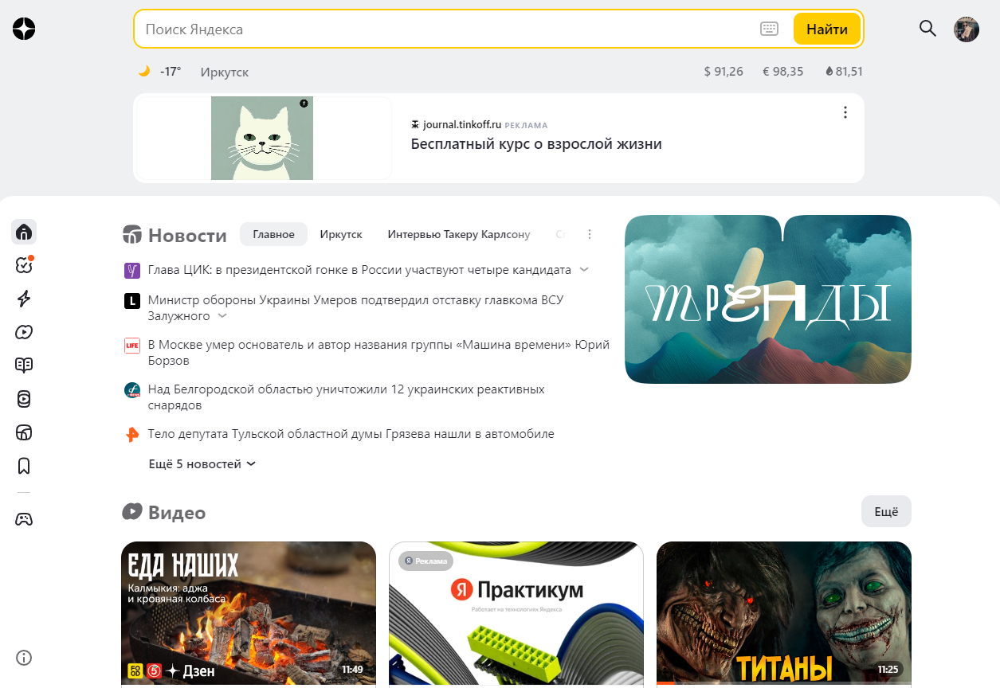 Поиск Яндекса
Найти
-17°
Иркутск
$ 91,26
€ 98,35
81,51
journal.tinkoff.ru РЕКЛАМА
Бесплатный курс о взрослой жизни
Новости
Главное
Иркутск
Интервью Такеру Карлсону
Глава ЦИК: в президентской гонке в России участвуют четыре кандидата
Министр обороны Украины Умеров подтвердил отставку главкома ВСУ
Залужного
В Москве умер основатель и автор названия группы «Машина времени» Юрий
Борзов
Над Белгородской областью уничтожили 12 украинских реактивных
снарядов
Тело депутата Тульской областной думы Грязева нашли в автомобиле
Ещё 5 новостей
ТРЕНДЫ
Видео
Ещё
ЕДА НАШИХ
Калмыкия: аджа
и кровяная колбаса
FOOD
5
Дзен
11:49
Я Реклама
Я Практикум
Работает на технологиях Яндекса
ТИТАНЫ
11:25